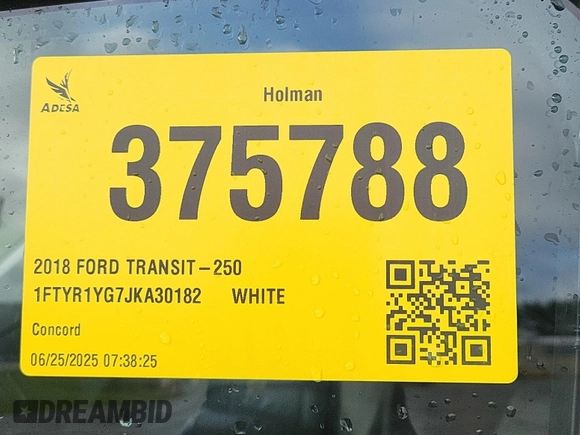 ADESA
Holman
375788
2018 FORD TRANSIT-250
1FTYR1YG7JKA30182 WHITE
Concord
06/25/2025 07:38:25
DREAMBID